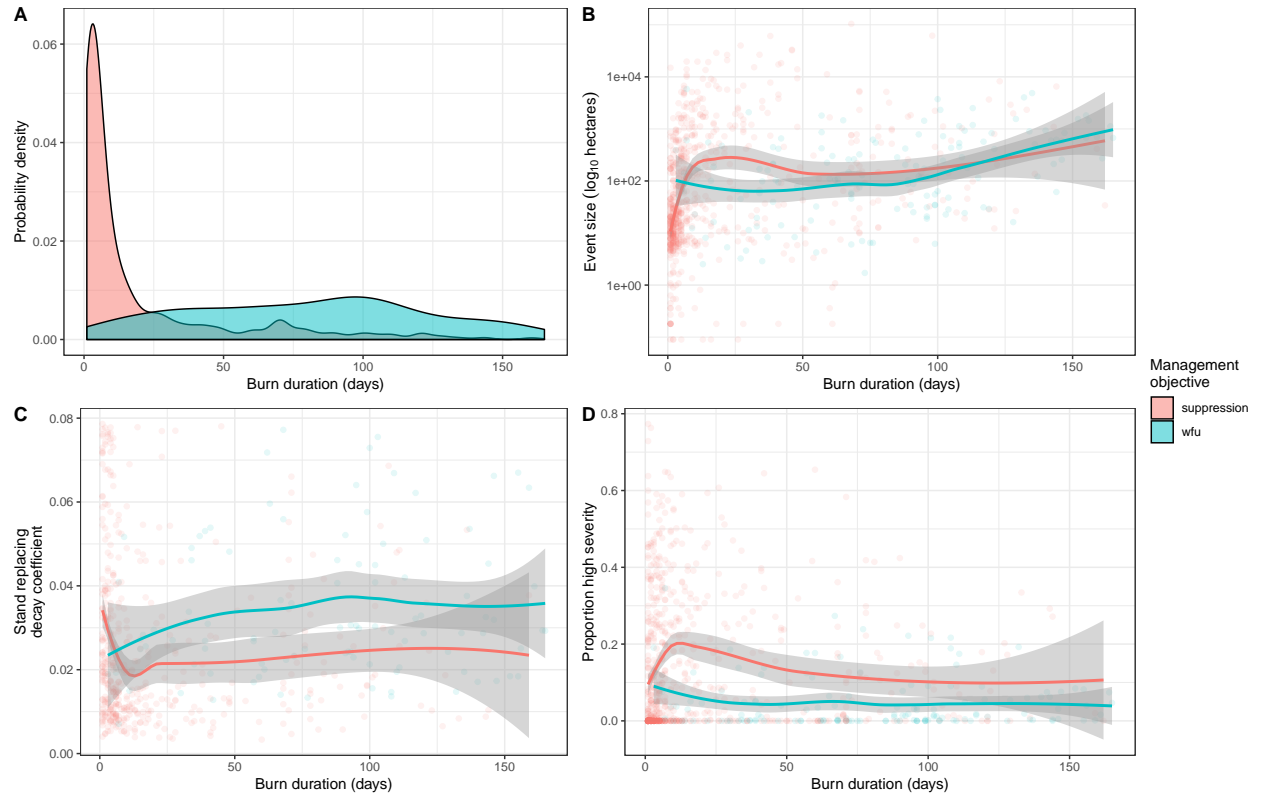 A
Probability density
0.06
0.04
0.02
0.00
0
50
100
150
Burn duration (days)
B
Event size (log₁₀ hectares)
1e+04
1e+02
1e+00
0
50
100
150
Burn duration (days)
C
Stand replacing
decay coefficient
0.08
0.06
0.04
0.02
0.00
0
50
100
150
Burn duration (days)
D
Proportion high severity
0.8
0.6
0.4
0.2
0.0
0
50
100
150
Burn duration (days)
Management
objective
suppression
wfu